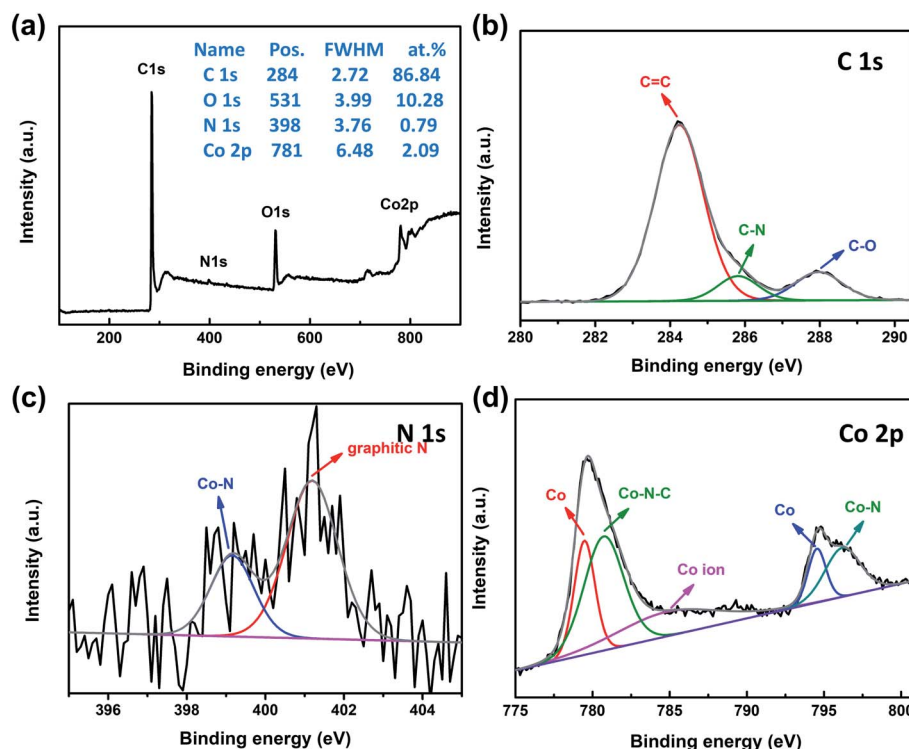 (a)
Name Pos. FWHM at.%
C 1s 284 2.72 86.84
O 1s 531 3.99 10.28
N 1s 398 3.76 0.79
Co 2p 781 6.48 2.09
C1s
N1s
O1s
Co2p
Intensity (a.u.)
200 400 600 800
Binding energy (eV)
(b)
C 1s
C=C
C-N
C-O
Intensity (a.u.)
280 282 284 286 288 290
Binding energy (eV)
(c)
N 1s
graphitic N
Co-N
Intensity (a.u.)
396 398 400 402 404
Binding energy (eV)
(d)
Co 2p
Co
Co-N-C
Co ion
Co
Co-N
Intensity (a.u.)
775 780 785 790 795 800
Binding energy (eV)